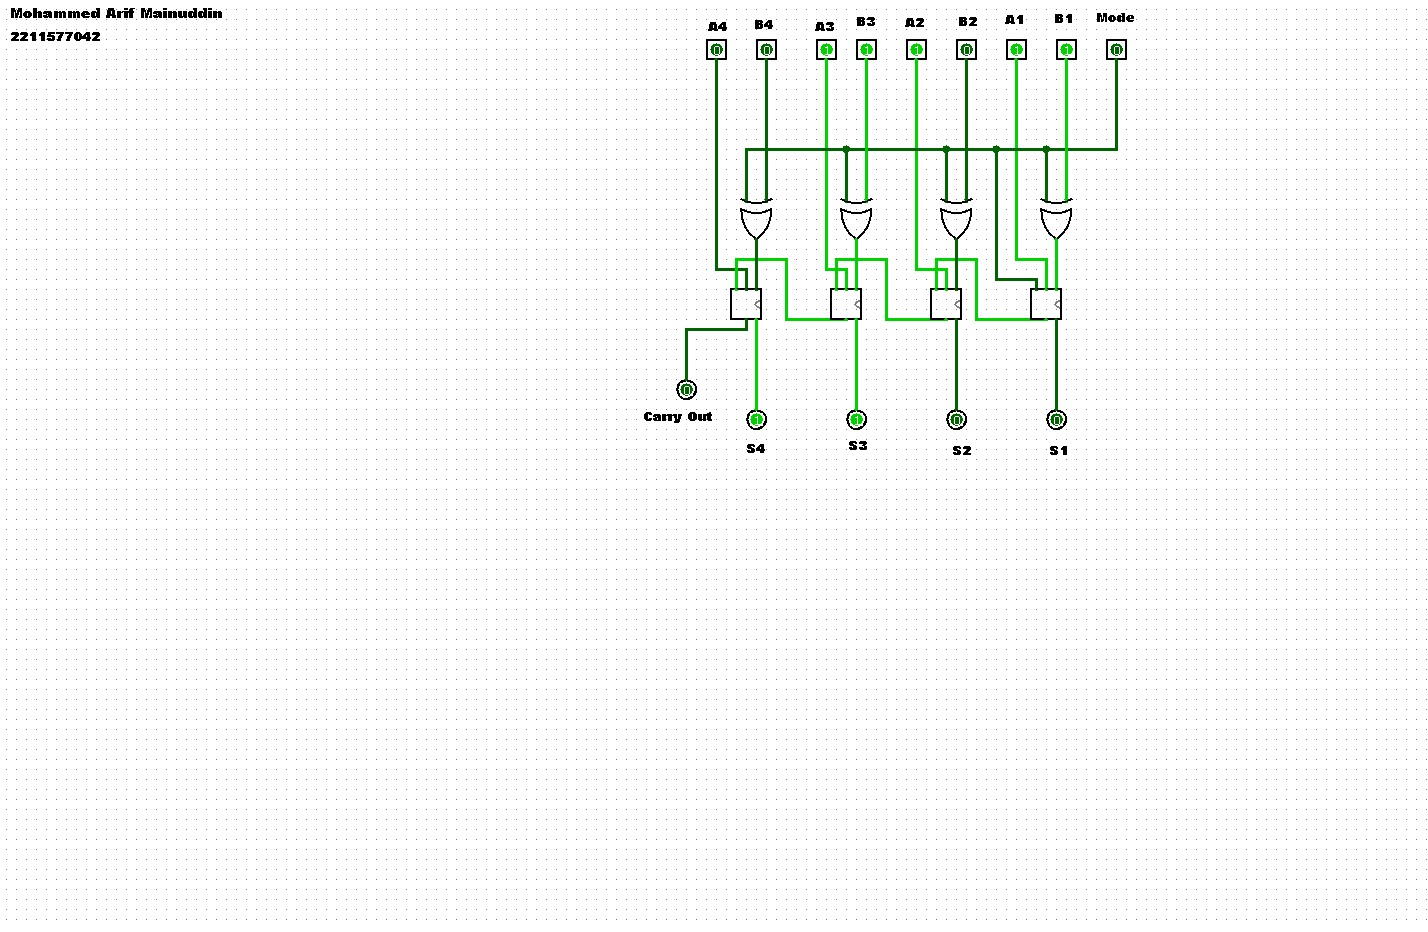 Mohammed Arif Mainuddin
2211577042
A4 B4 A3 B3 A2 B2 A1 B1 Mode
0 0 1 1 1 0 1 1 0
0
Carry Out
1 1 0 0
S4 S3 S2 S1